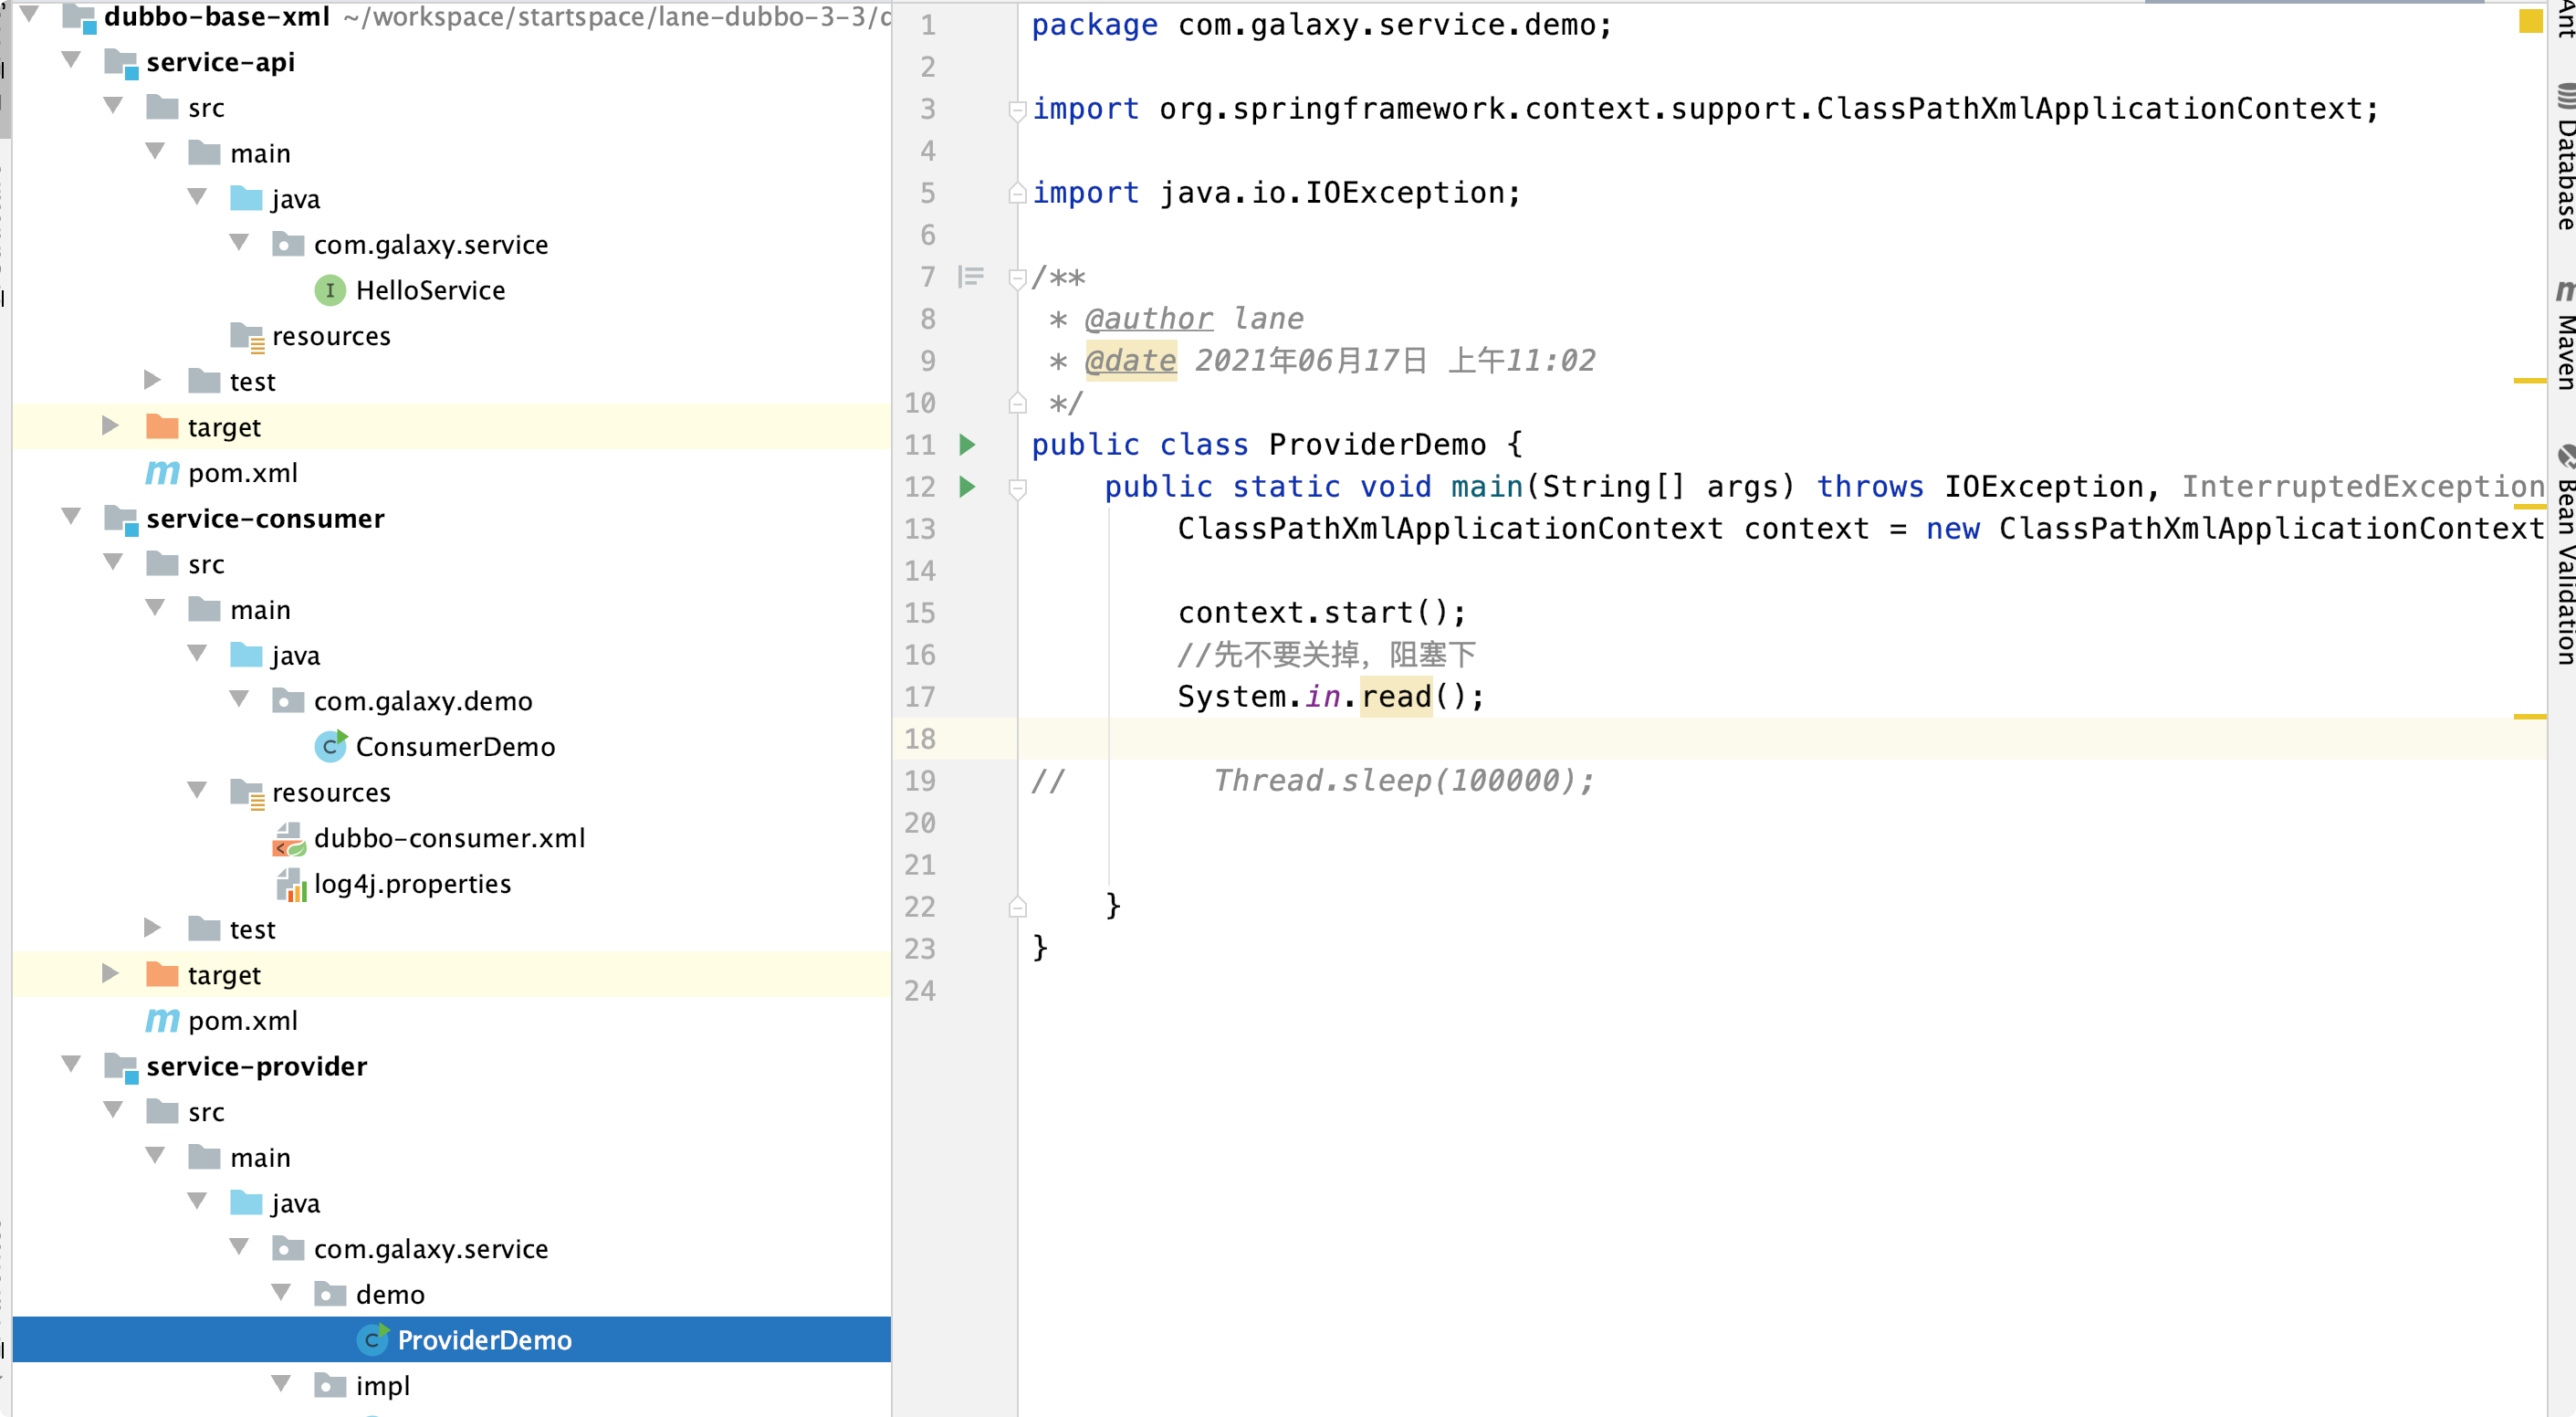 dubbo-base-xml ~/workspace/startspace/lane-dubbo-3-3/
service-api
src
main
java
com.galaxy.service
HelloService
resources
test
target
pom.xml
service-consumer
src
main
java
com.galaxy.demo
ConsumerDemo
resources
dubbo-consumer.xml
log4j.properties
test
target
pom.xml
service-provider
src
main
java
com.galaxy.service
demo
ProviderDemo
impl
1 package com.galaxy.service.demo;
2
3 import org.springframework.context.support.ClassPathXmlApplicationContext;
4
5 import java.io.IOException;
6
7 /**
8 * @author lane
9 * @date 2021年06月17日 上午11:02
10 */
11 public class ProviderDemo {
12 public static void main(String[] args) throws IOException, InterruptedException
13 ClassPathXmlApplicationContext context = new ClassPathXmlApplicationContext
14
15 context.start();
16 //先不要关掉，阻塞下
17 System.in.read();
18
19 // Thread.sleep(100000);
20
21
22 }
23 }
24
Ant
Database
Maven
Bean Validation